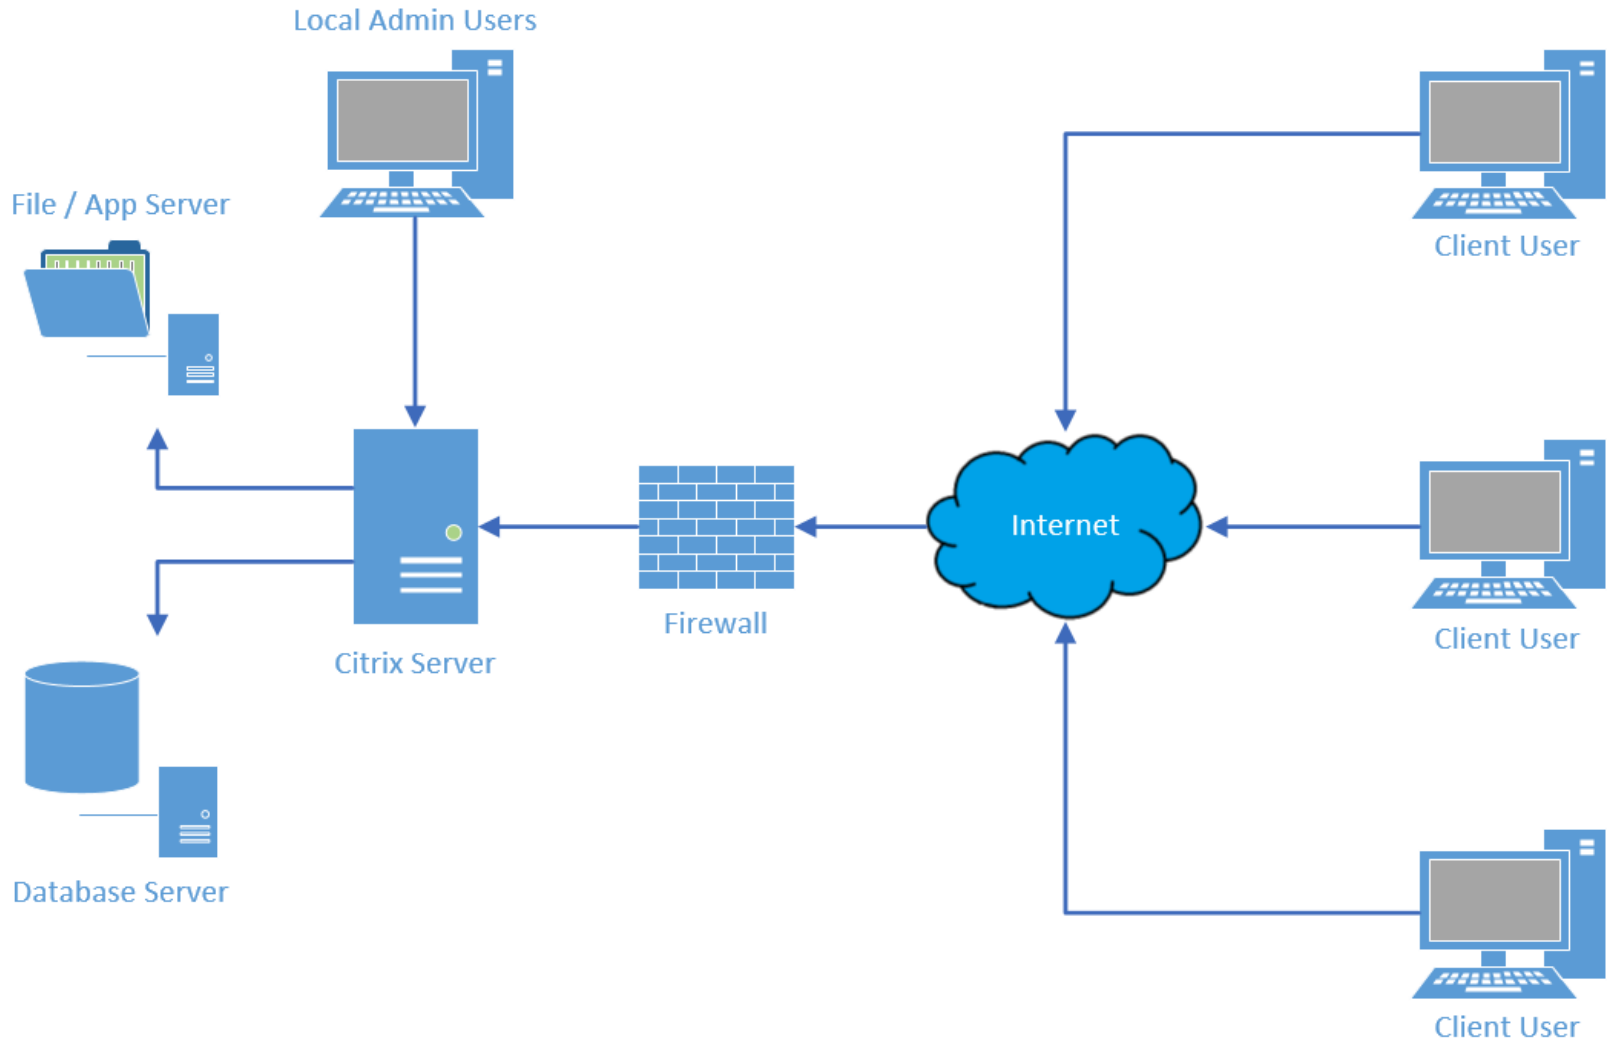 Local Admin Users
File / App Server
Client User
Internet
Firewall
Client User
Citrix Server
Database Server
Client User